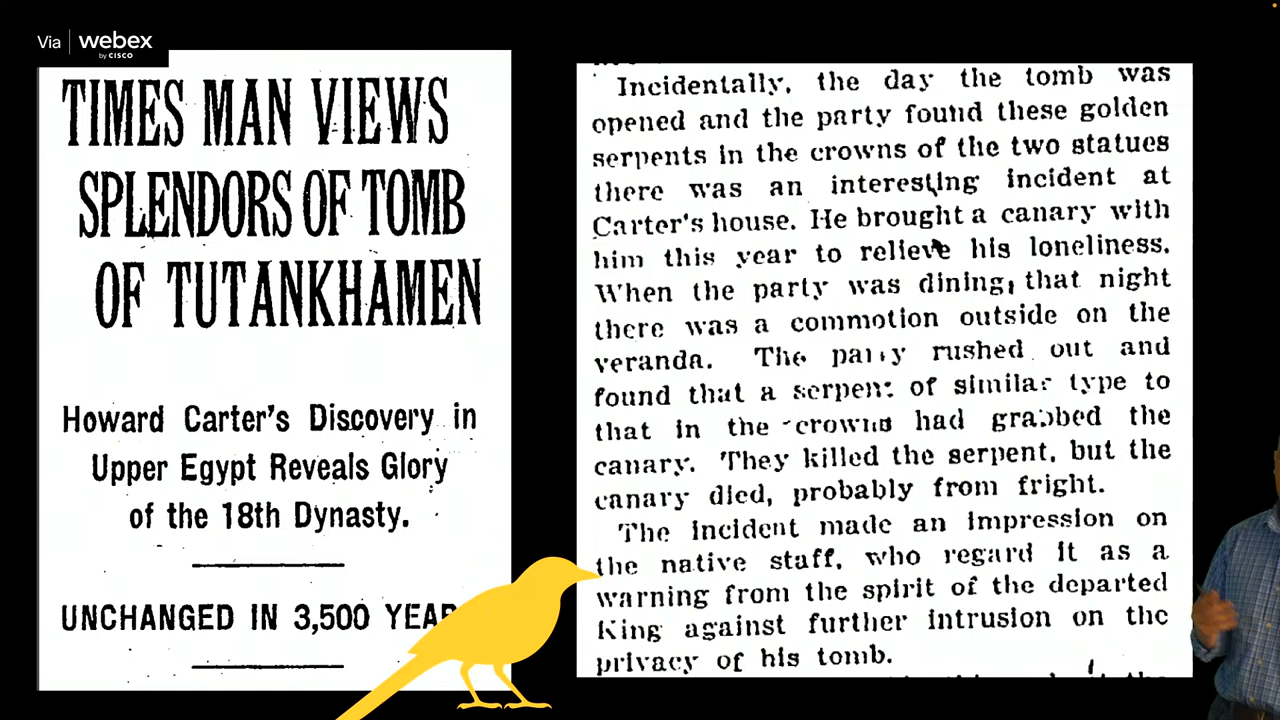 Via webex
by CISCO
TIMES MAN VIEWS
SPLENDORS OF TOMB
OF TUTANKHAMEN
Howard Carter's Discovery in
Upper Egypt Reveals Glory
of the 18th Dynasty.
UNCHANGED IN 3,500 YEAR
Incidentally, the day the tomb was
opened and the party found these golden
serpents in the crowns of the two statues
there was an interesting incident at
Carter's house. He brought a canary with
him this year to relieve his loneliness.
When the party was dining, that night
there was a commotion outside on the
veranda. The party rushed out and
found that a serpent of similar type to
that in the crowns had grabbed the
canary. They killed the serpent, but the
canary died, probably from fright.
The incident made an impression on
the native staff, who regard it as a
warning from the spirit of the departed
King against further intrusion on the
privacy of his tomb.